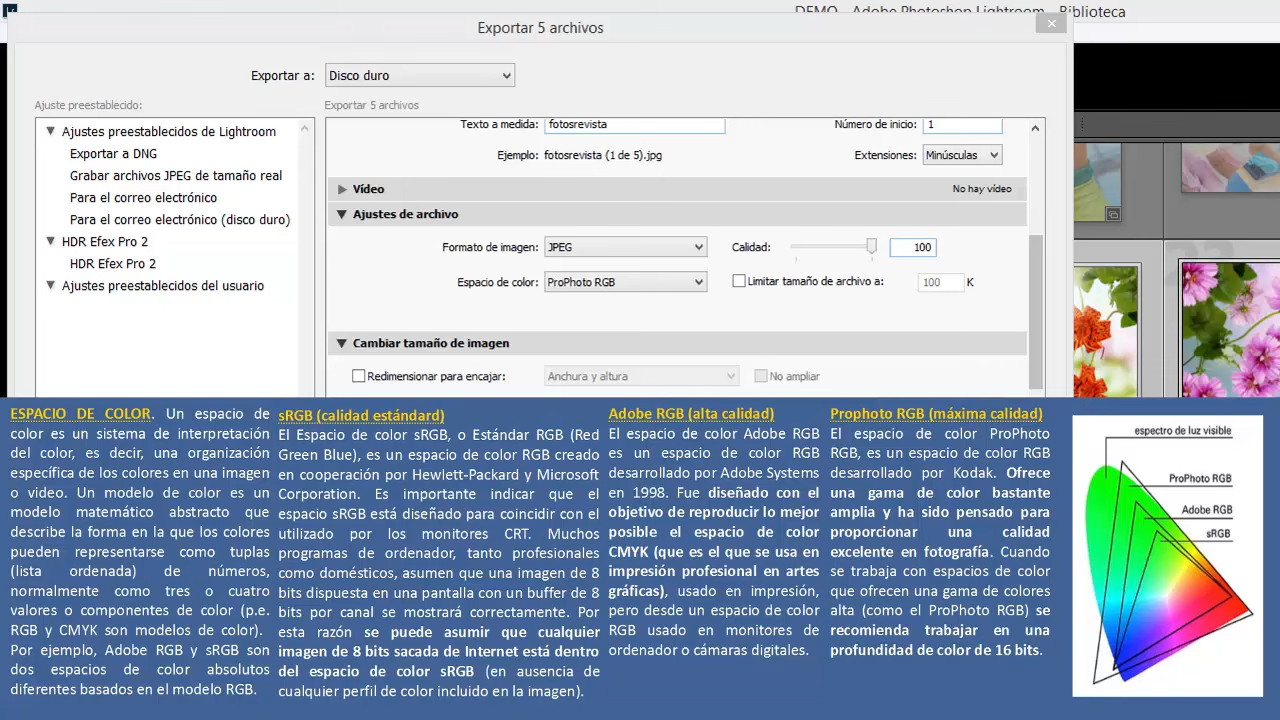 DEMO - Adobe Photoshop Lightroom - Biblioteca
Exportar 5 archivos
Exportar a: Disco duro
Ajuste preestablecido:
Exportar 5 archivos
Ajustes preestablecidos de Lightroom
Exportar a DNG
Grabar archivos JPEG de tamaño real
Para el correo electrónico
Para el correo electrónico (disco duro)
HDR Efex Pro 2
HDR Efex Pro 2
Ajustes preestablecidos del usuario
Texto a medida: fotosrevista
Número de inicio: 1
Ejemplo: fotosrevista (1 de 5).jpg
Extensiones: Minúsculas
Vídeo
No hay vídeo
Ajustes de archivo
Formato de imagen: JPEG
Calidad: 100
Espacio de color: ProPhoto RGB
Limitar tamaño de archivo a: 100 K
Cambiar tamaño de imagen
Redimensionar para encajar: Anchura y altura
No ampliar
ESPACIO DE COLOR. Un espacio de
color es un sistema de interpretación
del color, es decir, una organización
específica de los colores en una imagen
o video. Un modelo de color es un
modelo matemático abstracto que
describe la forma en la que los colores
pueden representarse como tuplas
(lista ordenada) de números,
normalmente como tres o cuatro
valores o componentes de color (p.e.
RGB y CMYK son modelos de color).
Por ejemplo, Adobe RGB y sRGB son
dos espacios de color absolutos
diferentes basados en el modelo RGB.
sRGB (calidad estándar)
El Espacio de color sRGB, o Estándar RGB (Red
Green Blue), es un espacio de color RGB creado
en cooperación por Hewlett-Packard y Microsoft
Corporation. Es importante indicar que el
espacio sRGB está diseñado para coincidir con el
utilizado por los monitores CRT. Muchos
programas de ordenador, tanto profesionales
como domésticos, asumen que una imagen de 8
bits dispuesta en una pantalla con un buffer de 8
bits por canal se mostrará correctamente. Por
esta razón se puede asumir que cualquier
imagen de 8 bits sacada de Internet está dentro
del espacio de color sRGB (en ausencia de
cualquier perfil de color incluido en la imagen).
Adobe RGB (alta calidad)
El espacio de color Adobe RGB
es un espacio de color RGB
desarrollado por Adobe Systems
en 1998. Fue diseñado con el
objetivo de reproducir lo mejor
posible el espacio de color
CMYK (que es el que se usa en
impresión profesional en artes
gráficas), usado en impresión,
pero desde un espacio de color
RGB usado en monitores de
ordenador o cámaras digitales.
Prophoto RGB (máxima calidad)
El espacio de color ProPhoto
RGB, es un espacio de color RGB
desarrollado por Kodak. Ofrece
una gama de color bastante
amplia y ha sido pensado para
proporcionar una calidad
excelente en fotografía. Cuando
se trabaja con espacios de color
que ofrecen una gama de colores
alta (como el ProPhoto RGB) se
recomienda trabajar en una
profundidad de color de 16 bits.
espectro de luz visible
ProPhoto RGB
Adobe RGB
sRGB